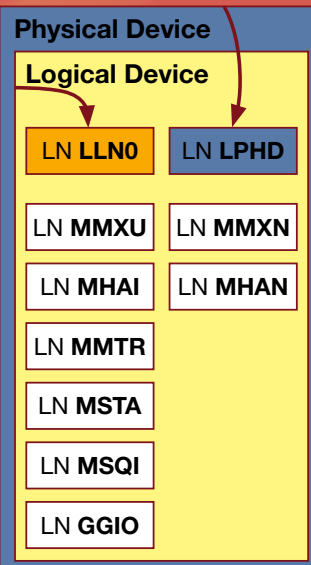 Physical Device
Logical Device
LN LLN0
LN LPHD
LN MMXU
LN MMXN
LN MHAI
LN MHAN
LN MMTR
LN MSTA
LN MSQI
LN GGIO